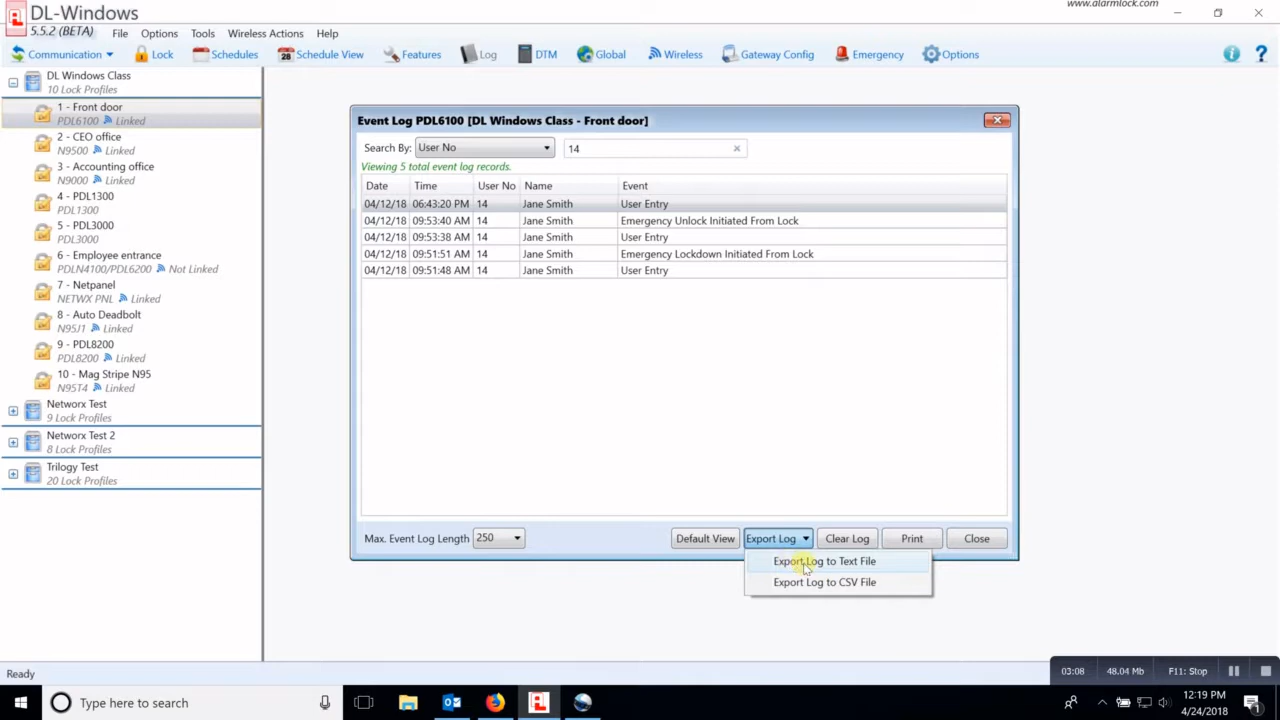 DL-Windows
www.alarmlock.com
5.5.2 (BETA)
File Options Tools Wireless Actions Help
Communication Lock Schedules 28 Schedule View Features Log DTM Global Wireless Gateway Config Emergency Options
DL Windows Class
10 Lock Profiles
1 - Front door
PDL6100 Linked
2 - CEO office
N9500 Linked
3 - Accounting office
N9000 Linked
4 - PDL1300
PDL1300
5 - PDL3000
PDL3000
6 - Employee entrance
PDLN4100/PDL6200 Not Linked
7 - Netpanel
NETWX PNL Linked
8 - Auto Deadbolt
N95J1 Linked
9 - PDL8200
PDL8200 Linked
10 - Mag Stripe N95
N95T4 Linked
Networx Test
9 Lock Profiles
Networx Test 2
8 Lock Profiles
Trilogy Test
20 Lock Profiles
Event Log PDL6100 [DL Windows Class - Front door]
Search By: User No 14
Viewing 5 total event log records.
Date Time User No Name Event
04/12/18 06:43:20 PM 14 Jane Smith User Entry
04/12/18 09:53:40 AM 14 Jane Smith Emergency Unlock Initiated From Lock
04/12/18 09:53:38 AM 14 Jane Smith User Entry
04/12/18 09:51:51 AM 14 Jane Smith Emergency Lockdown Initiated From Lock
04/12/18 09:51:48 AM 14 Jane Smith User Entry
Max. Event Log Length 250 Default View Export Log Clear Log Print Close
Export Log to Text File
Export Log to CSV File
Ready
03:08 48.04 Mb F11: Stop
Type here to search
12:19 PM
4/24/2018
1